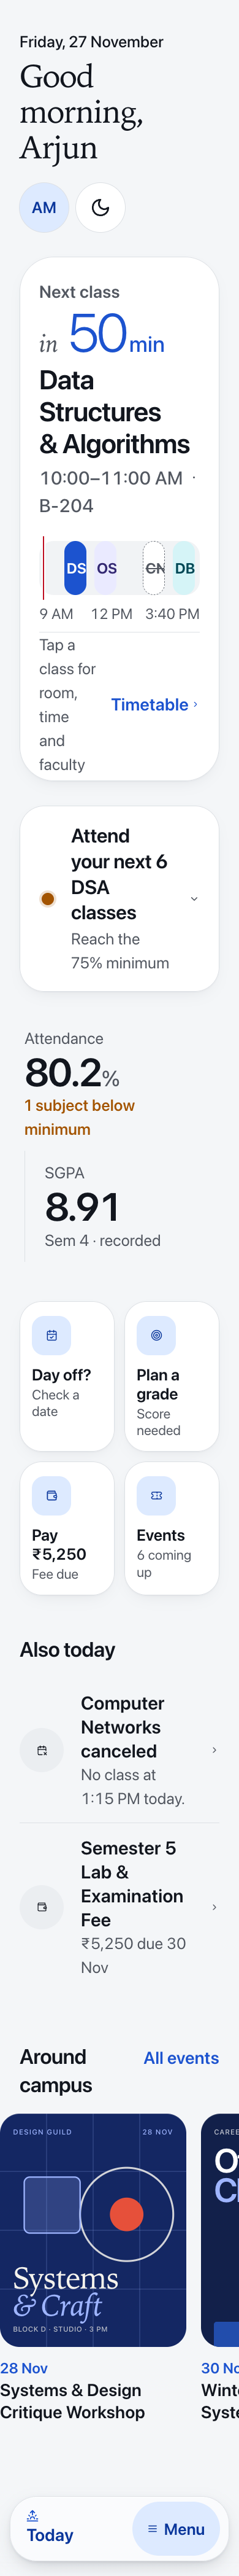 Friday, 27 November
Good
morning,
Arjun
AM
Next class
in 50 min
Data
Structures
& Algorithms
10:00–11:00 AM ·
B-204
DS OS CN DB
9 AM 12 PM 3:40 PM
Tap a
class for
room,
time
and
faculty
Timetable
Attend
your next 6
DSA
classes
Reach the
75% minimum
Attendance
80.2%
1 subject below
minimum
SGPA
8.91
Sem 4 · recorded
Day off?
Check a
date
Plan a
grade
Score
needed
Pay
₹5,250
Fee due
Events
6 coming
up
Also today
Computer
Networks
canceled
No class at
1:15 PM today.
Semester 5
Lab &
Examination
Fee
₹5,250 due 30
Nov
Around
campus
All events
DESIGN GUILD 28 NOV
Systems
& Craft
BLOCK D · STUDIO · 3 PM
28 Nov
Systems & Design
Critique Workshop
30
Today
Menu